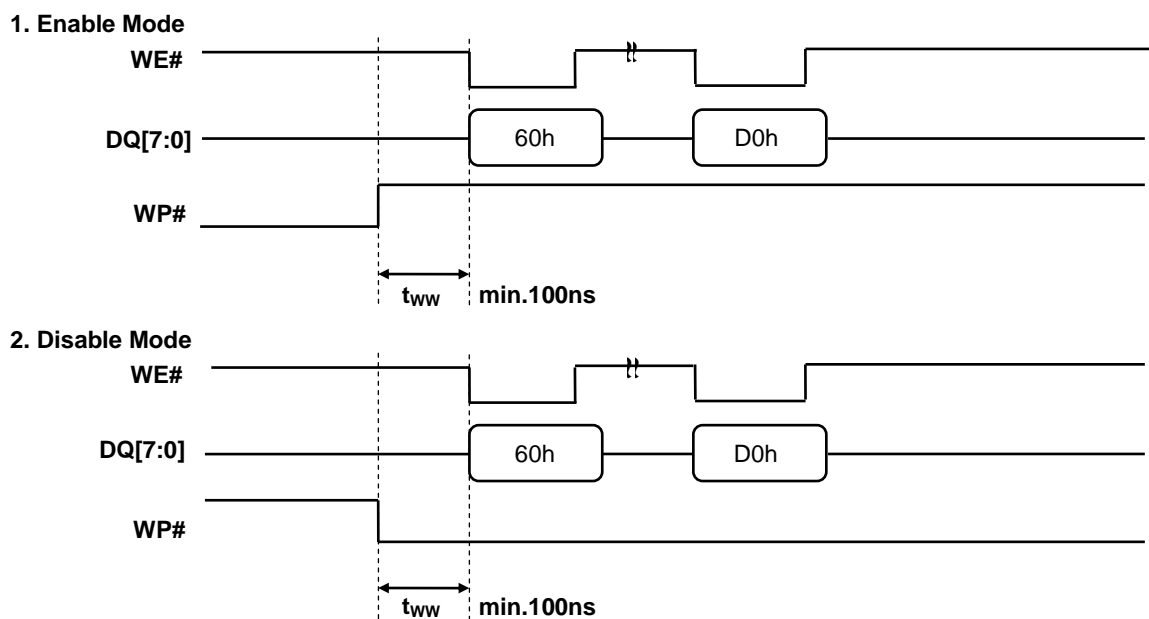 1. Enable Mode
WE#
DQ[7:0]
60h
D0h
WP#
tWW
min.100ns
2. Disable Mode
WE#
DQ[7:0]
60h
D0h
WP#
tWW
min.100ns